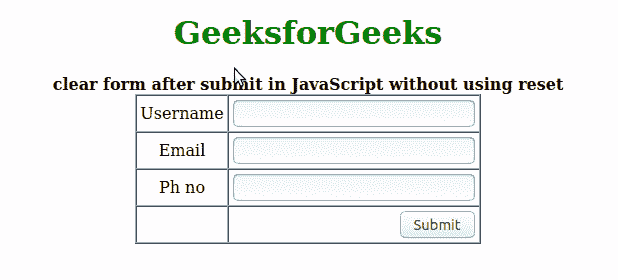 GeeksforGeeks
clear form after submit in JavaScript without using reset
Username
Email
Ph no
Submit